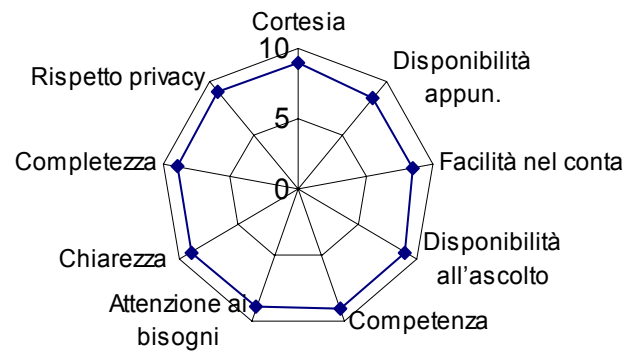 Cortesia
10
Disponibilità
appun.
Rispetto privacy
5
Completezza
Facilità nel conta
0
Chiarezza
Disponibilità
all'ascolto
Attenzione ai
bisogni
Competenza